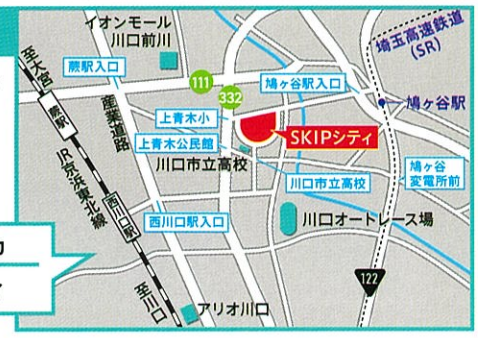 イオンモール
川口前川
埼玉高速鉄道
(SR)
至大宮
蕨駅入口
蕨駅
産業道路
111
332
鳩ヶ谷駅入口
鳩ヶ谷駅
上青木小
上青木公民館
SKIPシティ
川口市立高校
川口市立高校
鳩ヶ谷
変電所前
JR京浜東北線
西川口駅
西川口駅入口
川口オートレース場
122
至川口
アリオ川口